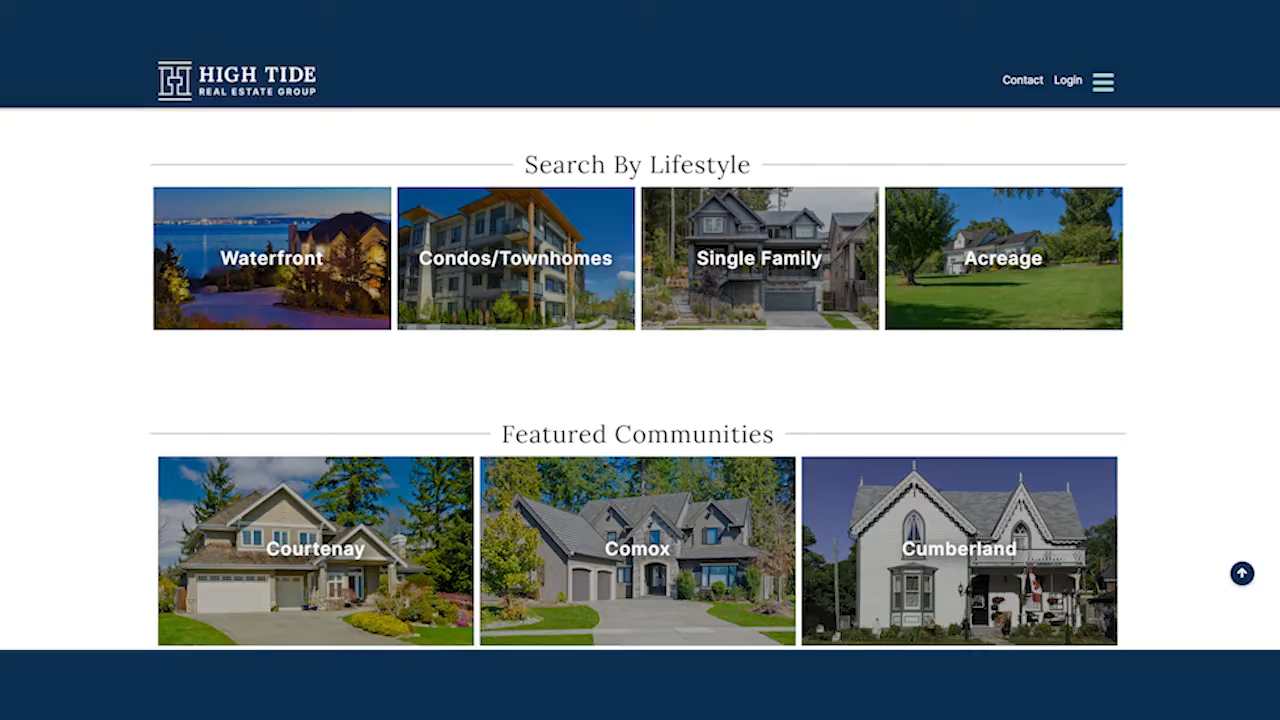 HIGH TIDE
REAL ESTATE GROUP
Contact Login
Search By Lifestyle
Waterfront
Condos/Townhomes
Single Family
Acreage
Featured Communities
Courtenay
Comox
Cumberland